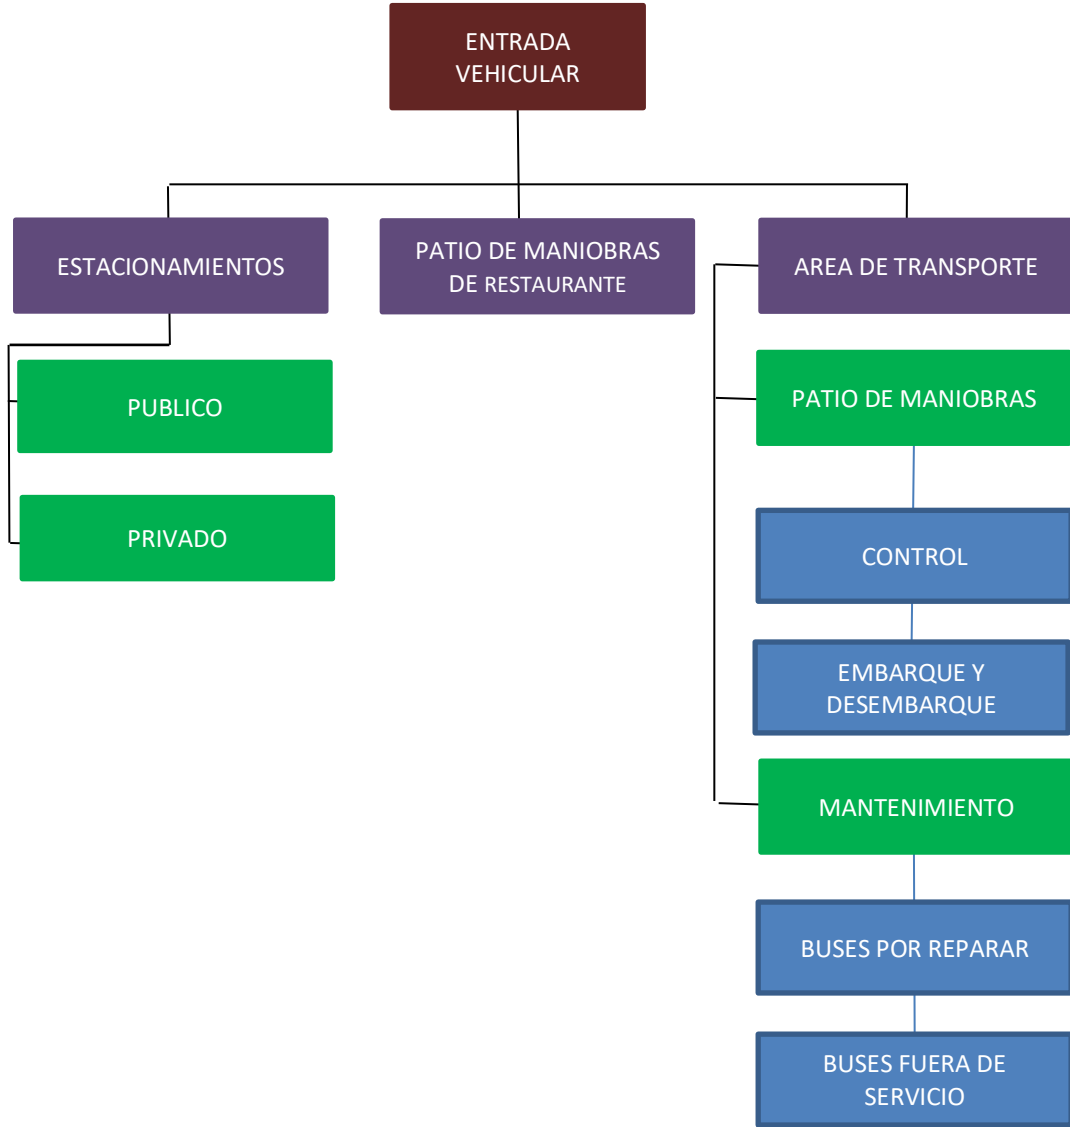 ENTRADA
VEHICULAR
ESTACIONAMIENTOS
PATIO DE MANIOBRAS
DE RESTAURANTE
AREA DE TRANSPORTE
PUBLICO
PRIVADO
PATIO DE MANIOBRAS
CONTROL
EMBARQUE Y
DESEMBARQUE
MANTENIMIENTO
BUSES POR REPARAR
BUSES FUERA DE
SERVICIO